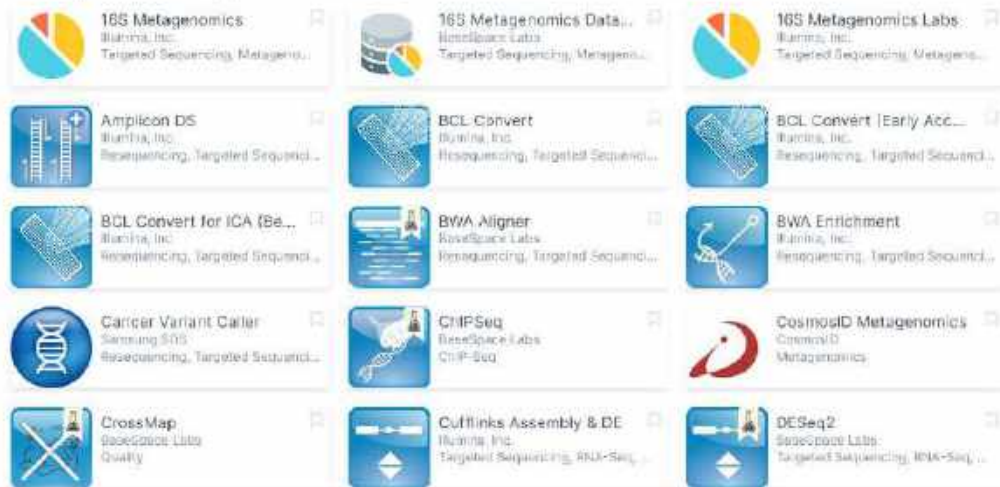 16S Metagenomics
Illumina, Inc.
Targeted Sequencing, Metageno...
16S Metagenomics Data...
BaseSpace Labs
Targeted Sequencing, Metageno...
16S Metagenomics Labs
Illumina, Inc.
Targeted Sequencing, Metageno...
Amplicon DS
Illumina, Inc.
Resequencing, Targeted Sequenci...
BCL Convert
Illumina, Inc.
Resequencing, Targeted Sequenci...
BCL Convert (Early Acc...
Illumina, Inc.
Resequencing, Targeted Sequenci...
BCL Convert for ICA (Be...
Illumina, Inc.
Resequencing, Targeted Sequenci...
BWA Aligner
BaseSpace Labs
Resequencing, Targeted Sequenci...
BWA Enrichment
Illumina, Inc.
Resequencing, Targeted Sequenci...
Cancer Variant Caller
Samsung SDS
Resequencing, Targeted Sequenci...
ChIPSeq
BaseSpace Labs
ChIP-Seq
CosmosID Metagenomics
CosmosID
Metagenomics
CrossMap
BaseSpace Labs
Quality
Cufflinks Assembly & DE
Illumina, Inc.
Targeted Sequencing, RNA-Seq, ...
DESeq2
BaseSpace Labs
Targeted Sequencing, RNA-Seq, ...